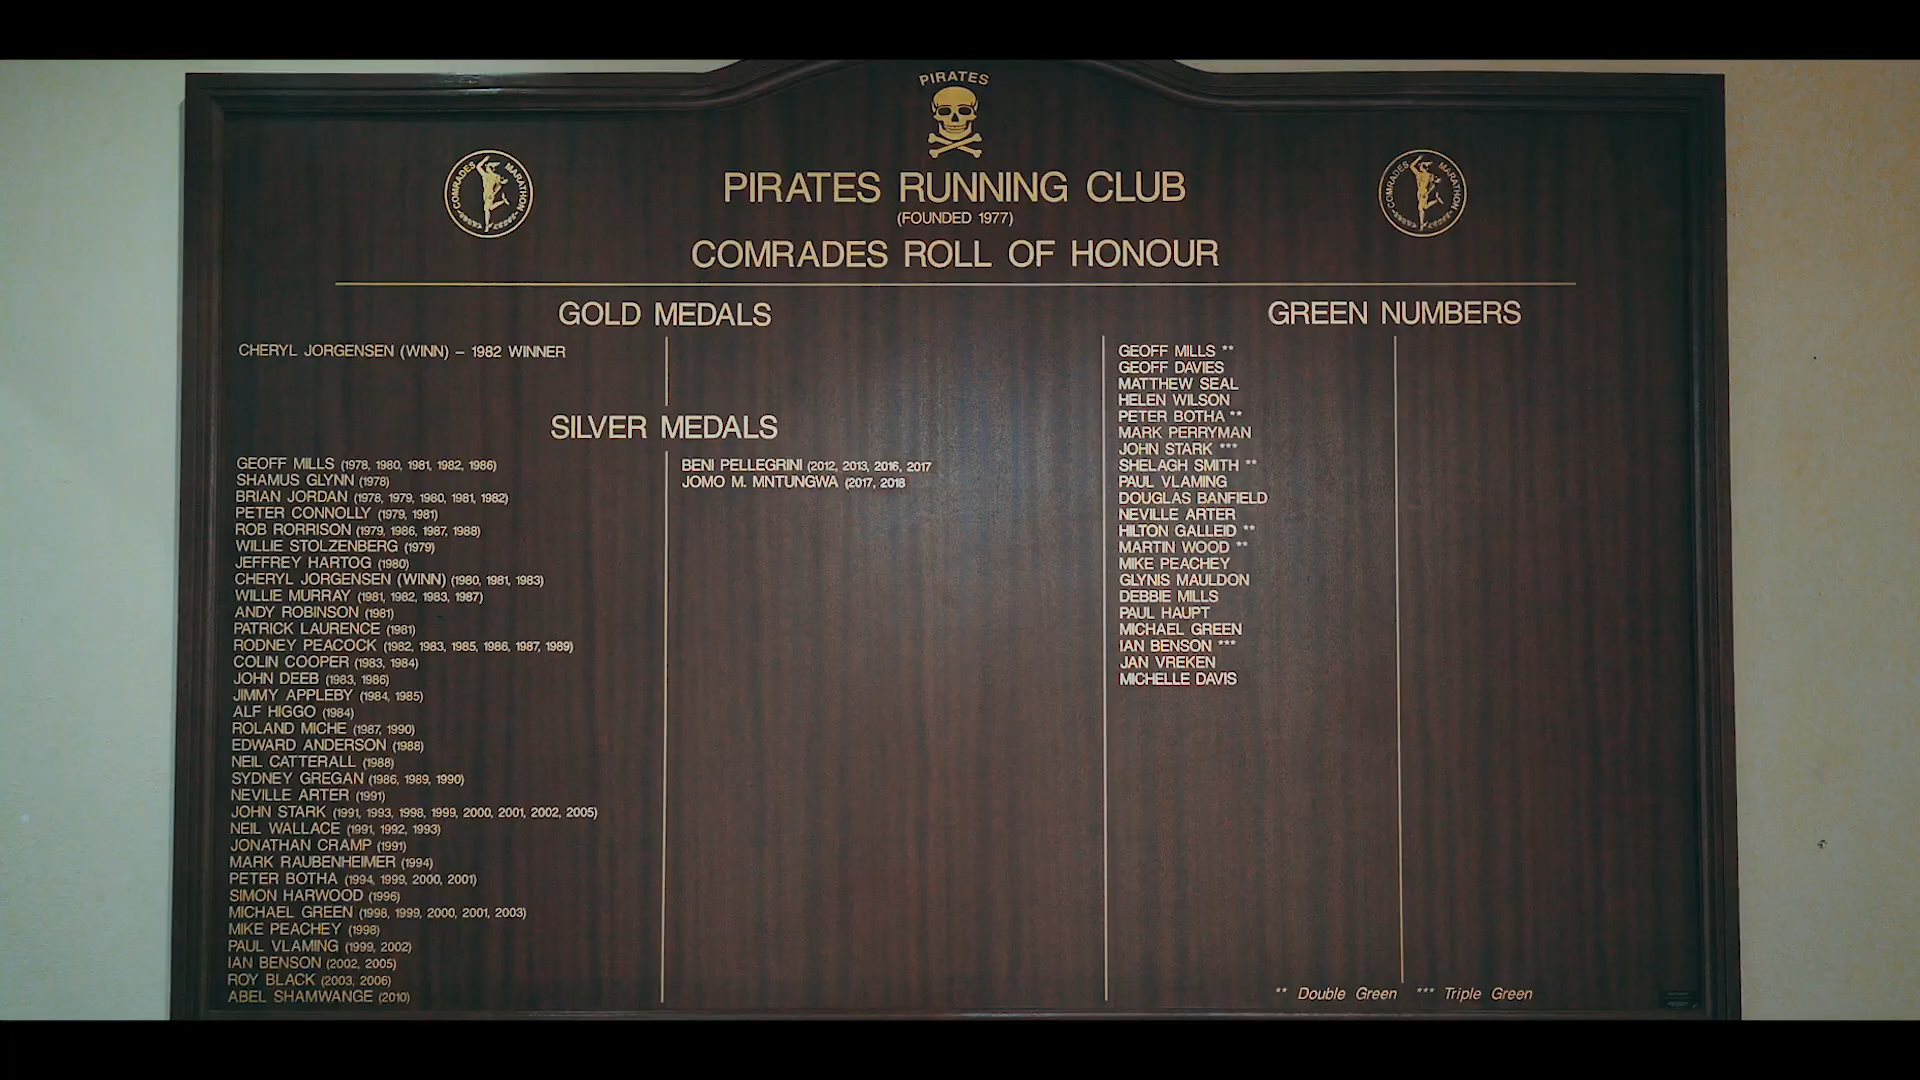 PIRATES
COMRADES MARATHON
COMRADES MARATHON
PIRATES RUNNING CLUB
(FOUNDED 1977)
COMRADES ROLL OF HONOUR
GOLD MEDALS
CHERYL JORGENSEN (WINN) – 1982 WINNER
SILVER MEDALS
GEOFF MILLS (1978, 1980, 1981, 1982, 1986)
SHAMUS GLYNN (1978)
BRIAN JORDAN (1978, 1979, 1980, 1981, 1982)
PETER CONNOLLY (1979, 1981)
ROB RORRISON (1979, 1986, 1987, 1988)
WILLIE STOLZENBERG (1979)
JEFFREY HARTOG (1980)
CHERYL JORGENSEN (WINN) (1980, 1981, 1983)
WILLIE MURRAY (1981, 1982, 1983, 1987)
ANDY ROBINSON (1981)
PATRICK LAURENCE (1981)
RODNEY PEACOCK (1982, 1983, 1985, 1986, 1987, 1989)
COLIN COOPER (1983, 1984)
JOHN DEEB (1983, 1986)
JIMMY APPLEBY (1984, 1985)
ALF HIGGO (1984)
ROLAND MICHE (1987, 1990)
EDWARD ANDERSON (1988)
NEIL CATTERALL (1988)
SYDNEY GREGAN (1986, 1989, 1990)
NEVILLE ARTER (1991)
JOHN STARK (1991, 1993, 1998, 1999, 2000, 2001, 2002, 2005)
NEIL WALLACE (1991, 1992, 1993)
JONATHAN CRAMP (1991)
MARK RAUBENHEIMER (1994)
PETER BOTHA (1994, 1999, 2000, 2001)
SIMON HARWOOD (1996)
MICHAEL GREEN (1998, 1999, 2000, 2001, 2003)
MIKE PEACHEY (1998)
PAUL VLAMING (1999, 2002)
IAN BENSON (2002, 2005)
ROY BLACK (2003, 2006)
ABEL SHAMWANGE (2010)
BENI PELLEGRINI (2012, 2013, 2016, 2017
JOMO M. MNTUNGWA (2017, 2018
GREEN NUMBERS
GEOFF MILLS **
GEOFF DAVIES
MATTHEW SEAL
HELEN WILSON
PETER BOTHA **
MARK PERRYMAN
JOHN STARK ***
SHELAGH SMITH **
PAUL VLAMING
DOUGLAS BANFIELD
NEVILLE ARTER
HILTON GALLEID **
MARTIN WOOD **
MIKE PEACHEY
GLYNIS MAULDON
DEBBIE MILLS
PAUL HAUPT
MICHAEL GREEN
IAN BENSON ***
JAN VREKEN
MICHELLE DAVIS
** Double Green *** Triple Green